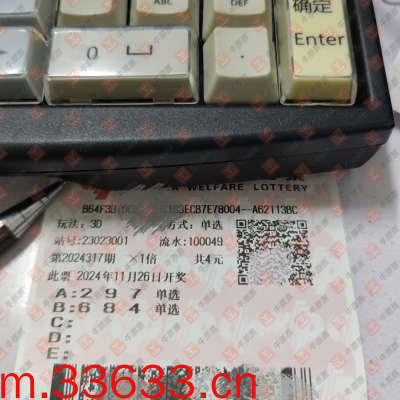 ABC
DEF
确定
0
Enter
WELFARE LOTTERY
玩法:3D 方式:单选
站号:23023001 流水:100049
第2024317期 ×1倍 共4元
此票 2024年11月26日开奖
A:2 9 7 单选
B:6 8 4 单选
C:
D:
E:
m.33633.cn